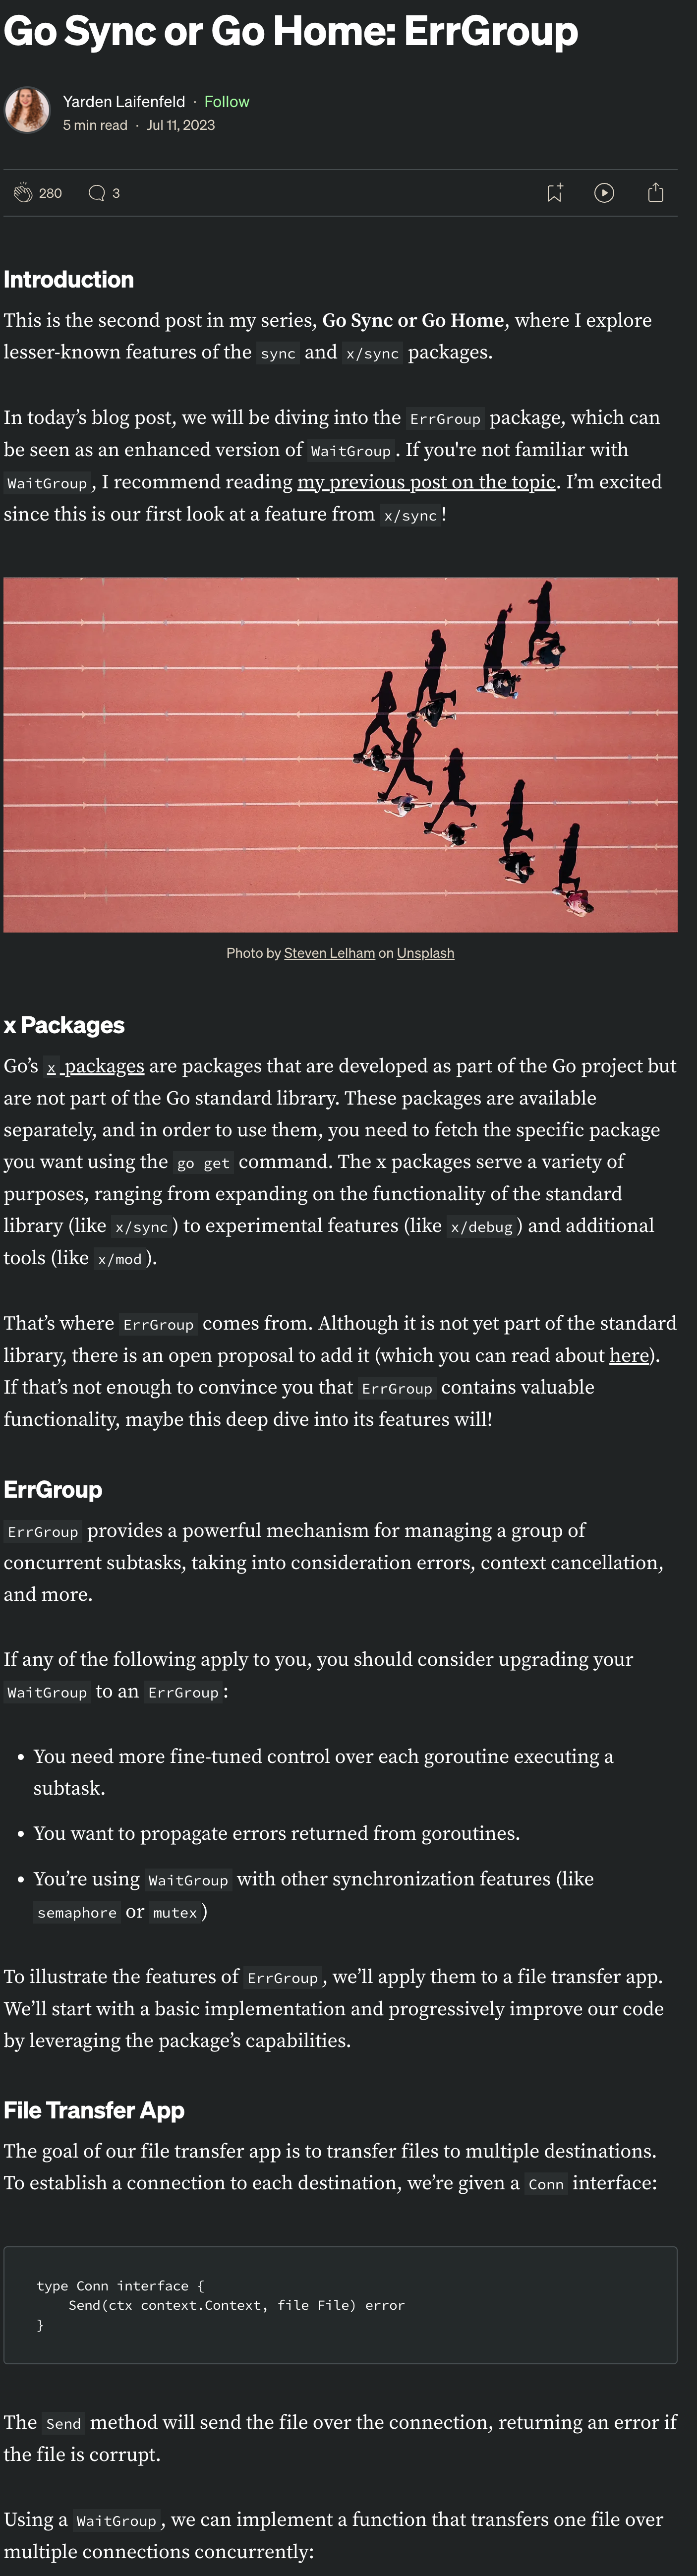 Go Sync or Go Home: ErrGroup
Yarden Laifenfeld · Follow
5 min read · Jul 11, 2023
280 3
Introduction
This is the second post in my series, Go Sync or Go Home, where I explore
lesser-known features of the sync and x/sync packages.
In today’s blog post, we will be diving into the ErrGroup package, which can
be seen as an enhanced version of WaitGroup. If you're not familiar with
WaitGroup, I recommend reading my previous post on the topic. I’m excited
since this is our first look at a feature from x/sync!
Photo by Steven Lelham on Unsplash
x Packages
Go’s x packages are packages that are developed as part of the Go project but
are not part of the Go standard library. These packages are available
separately, and in order to use them, you need to fetch the specific package
you want using the go get command. The x packages serve a variety of
purposes, ranging from expanding on the functionality of the standard
library (like x/sync) to experimental features (like x/debug) and additional
tools (like x/mod).
That’s where ErrGroup comes from. Although it is not yet part of the standard
library, there is an open proposal to add it (which you can read about here).
If that’s not enough to convince you that ErrGroup contains valuable
functionality, maybe this deep dive into its features will!
ErrGroup
ErrGroup provides a powerful mechanism for managing a group of
concurrent subtasks, taking into consideration errors, context cancellation,
and more.
If any of the following apply to you, you should consider upgrading your
WaitGroup to an ErrGroup:
• You need more fine-tuned control over each goroutine executing a
subtask.
• You want to propagate errors returned from goroutines.
• You’re using WaitGroup with other synchronization features (like
semaphore or mutex)
To illustrate the features of ErrGroup, we’ll apply them to a file transfer app.
We’ll start with a basic implementation and progressively improve our code
by leveraging the package’s capabilities.
File Transfer App
The goal of our file transfer app is to transfer files to multiple destinations.
To establish a connection to each destination, we’re given a Conn interface:
type Conn interface {
    Send(ctx context.Context, file File) error
}
The Send method will send the file over the connection, returning an error if
the file is corrupt.
Using a WaitGroup, we can implement a function that transfers one file over
multiple connections concurrently: